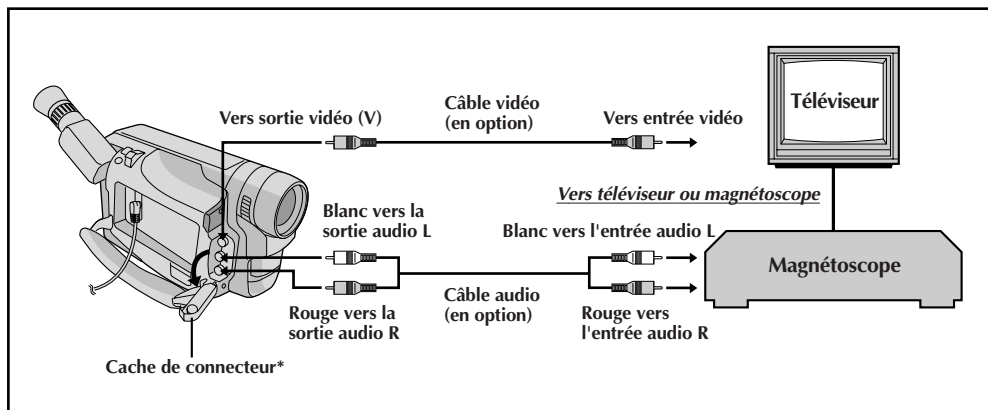 Téléviseur
Câble vidéo
(en option)
Vers sortie vidéo (V)
Vers entrée vidéo
Vers téléviseur ou magnétoscope
Blanc vers la
sortie audio L
Blanc vers l'entrée audio L
Magnétoscope
Câble audio
(en option)
Rouge vers la
sortie audio R
Rouge vers
l'entrée audio R
Cache de connecteur*